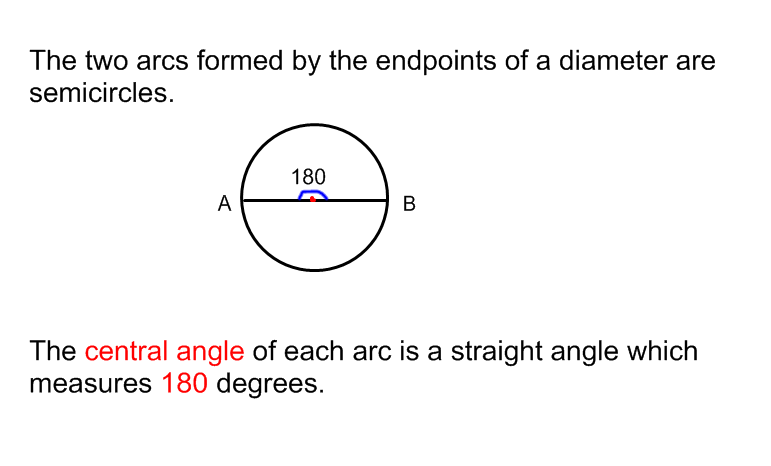 The two arcs formed by the endpoints of a diameter are
semicircles.
180
A
B
The central angle of each arc is a straight angle which
measures 180 degrees.